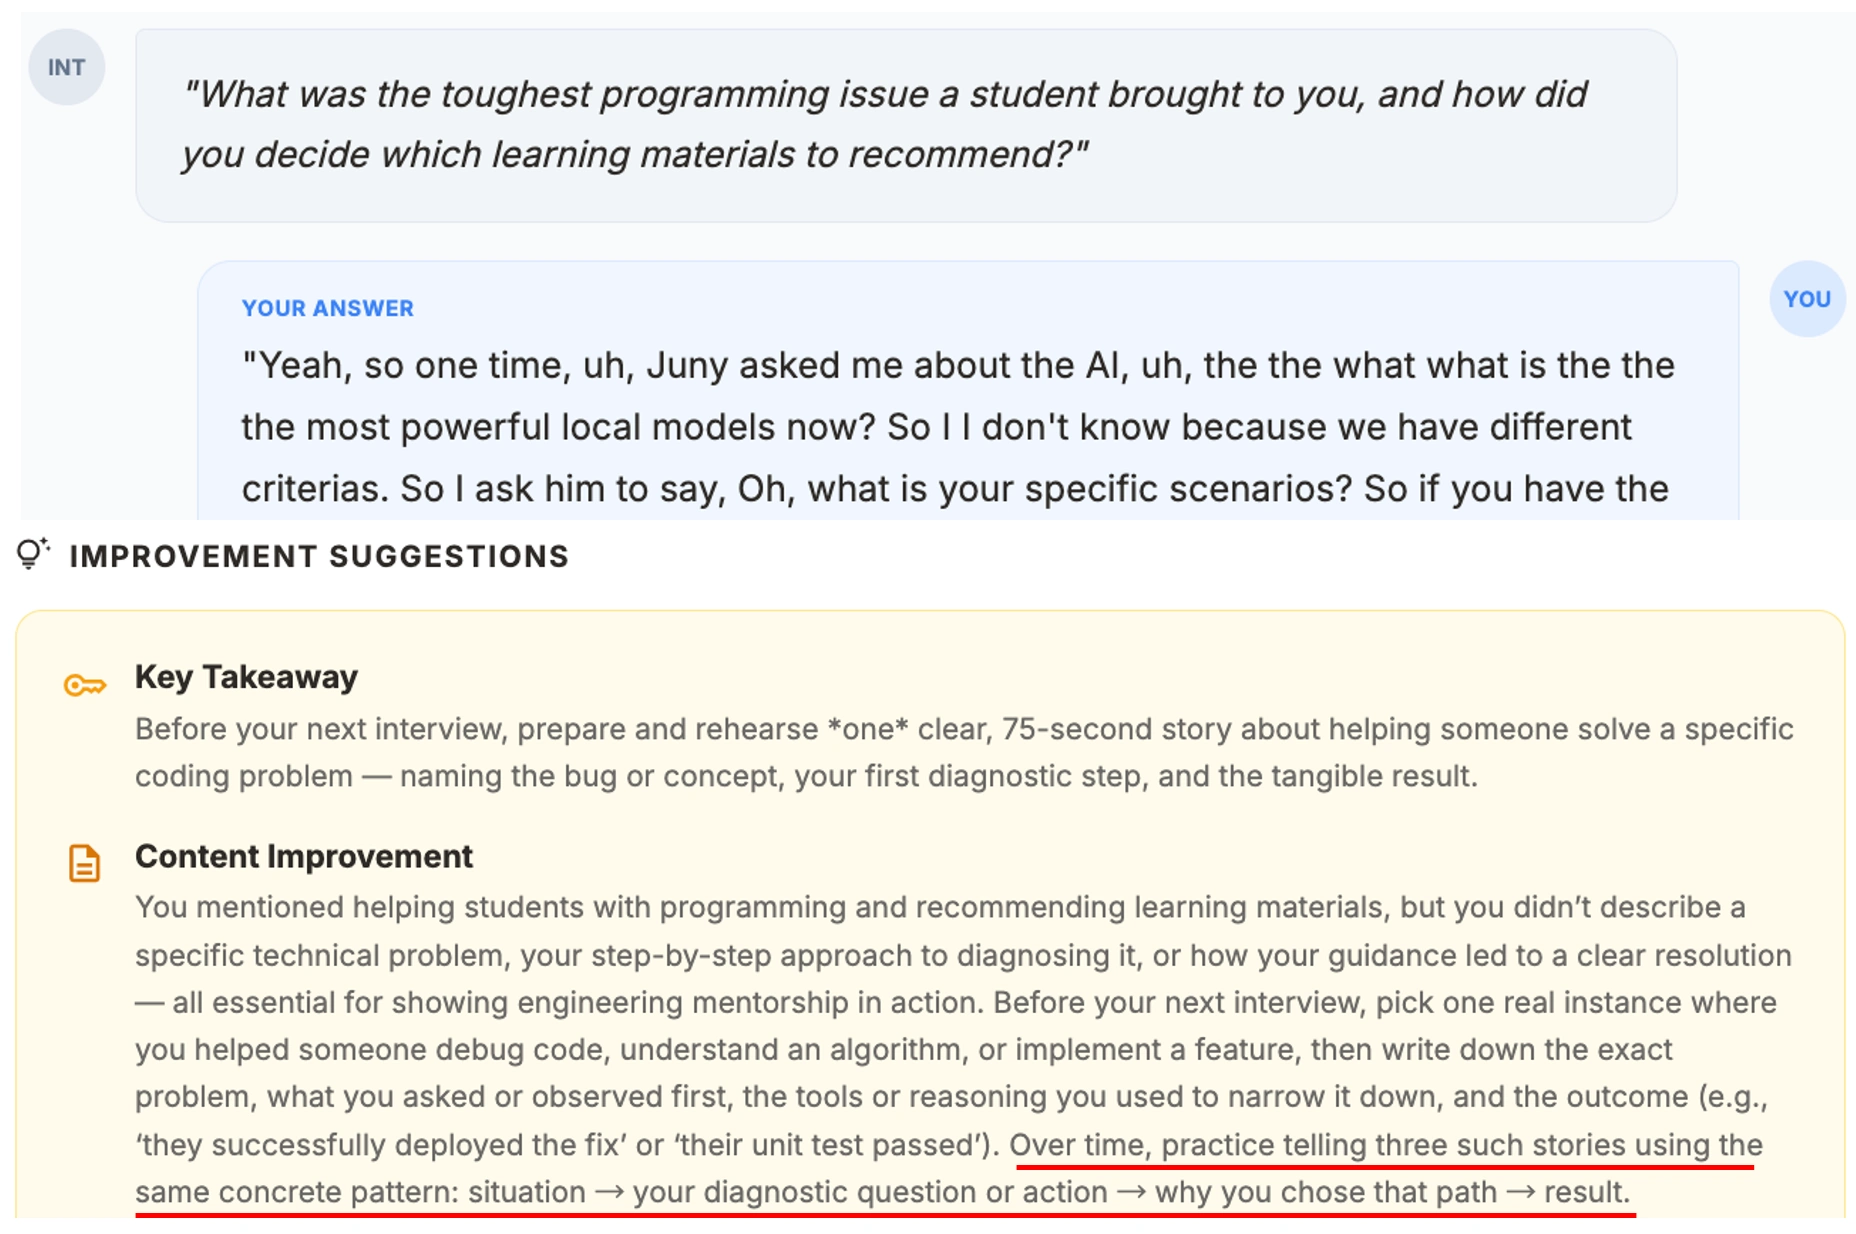 INT
"What was the toughest programming issue a student brought to you, and how did
you decide which learning materials to recommend?"
YOU
YOUR ANSWER
"Yeah, so one time, uh, Juny asked me about the AI, uh, the the what what is the the
the most powerful local models now? So I I don't know because we have different
criterias. So I ask him to say, Oh, what is your specific scenarios? So if you have the
IMPROVEMENT SUGGESTIONS
Key Takeaway
Before your next interview, prepare and rehearse *one* clear, 75-second story about helping someone solve a specific
coding problem — naming the bug or concept, your first diagnostic step, and the tangible result.
Content Improvement
You mentioned helping students with programming and recommending learning materials, but you didn’t describe a
specific technical problem, your step-by-step approach to diagnosing it, or how your guidance led to a clear resolution
— all essential for showing engineering mentorship in action. Before your next interview, pick one real instance where
you helped someone debug code, understand an algorithm, or implement a feature, then write down the exact
problem, what you asked or observed first, the tools or reasoning you used to narrow it down, and the outcome (e.g.,
‘they successfully deployed the fix’ or ‘their unit test passed’). Over time, practice telling three such stories using the
same concrete pattern: situation → your diagnostic question or action → why you chose that path → result.